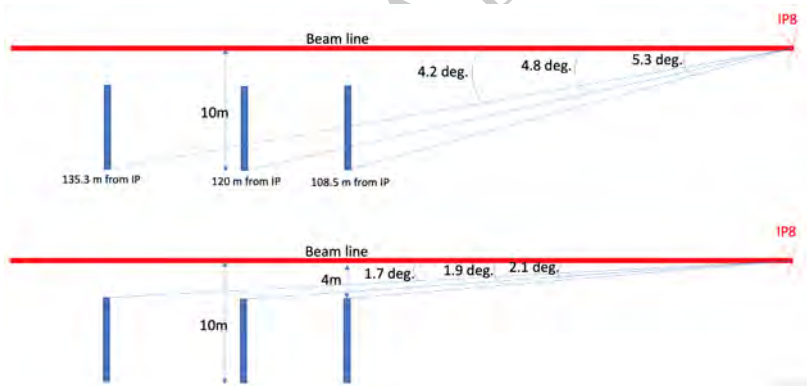 IP8
Beam line
4.2 deg.
4.8 deg.
5.3 deg.
10m
135.3 m from IP
120 m from IP
108.5 m from IP
IP8
Beam line
4m
1.7 deg.
1.9 deg.
2.1 deg.
10m